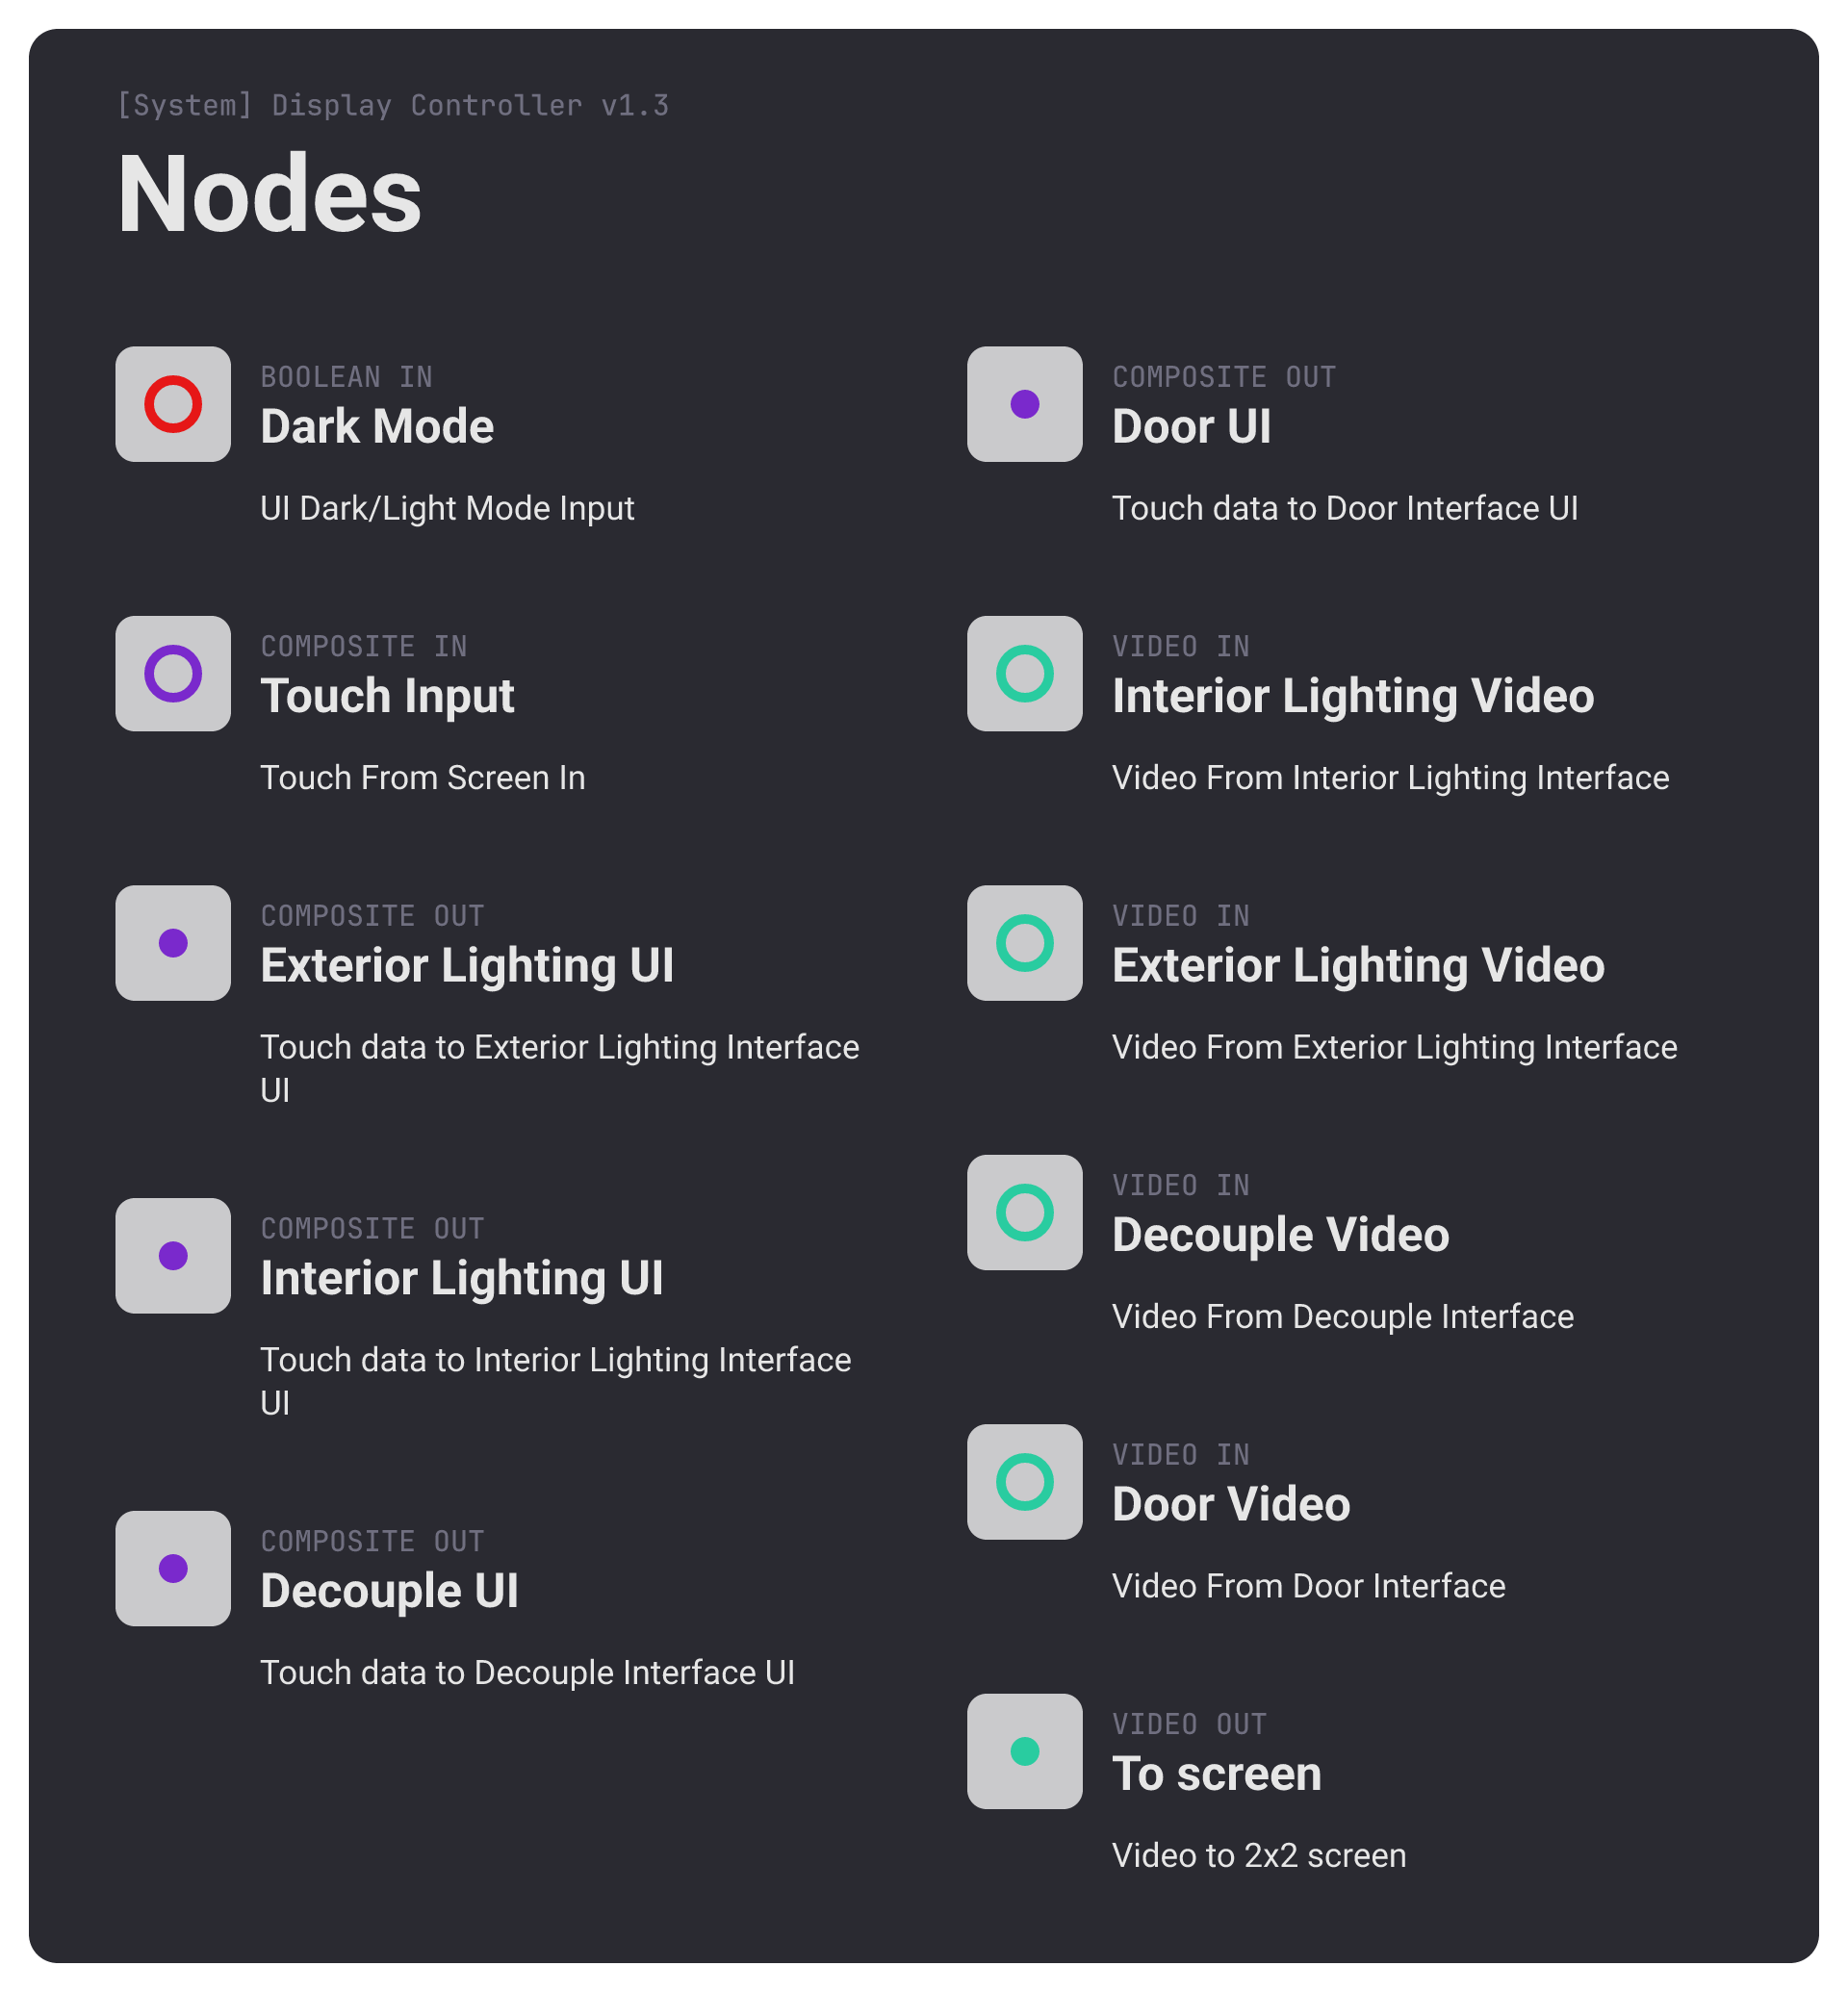 [System] Display Controller v1.3
Nodes
BOOLEAN IN
Dark Mode
UI Dark/Light Mode Input
COMPOSITE IN
Touch Input
Touch From Screen In
COMPOSITE OUT
Exterior Lighting UI
Touch data to Exterior Lighting Interface
UI
COMPOSITE OUT
Interior Lighting UI
Touch data to Interior Lighting Interface
UI
COMPOSITE OUT
Decouple UI
Touch data to Decouple Interface UI
COMPOSITE OUT
Door UI
Touch data to Door Interface UI
VIDEO IN
Interior Lighting Video
Video From Interior Lighting Interface
VIDEO IN
Exterior Lighting Video
Video From Exterior Lighting Interface
VIDEO IN
Decouple Video
Video From Decouple Interface
VIDEO IN
Door Video
Video From Door Interface
VIDEO OUT
To screen
Video to 2x2 screen